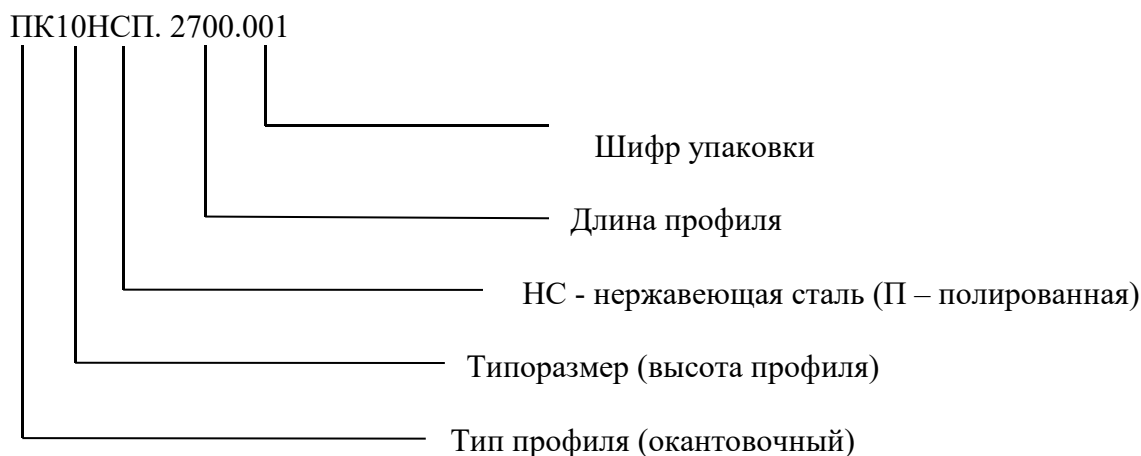 ПК10НСП. 2700.001
Шифр упаковки
Длина профиля
НС - нержавеющая сталь (П – полированная)
Типоразмер (высота профиля)
Тип профиля (окантовочный)